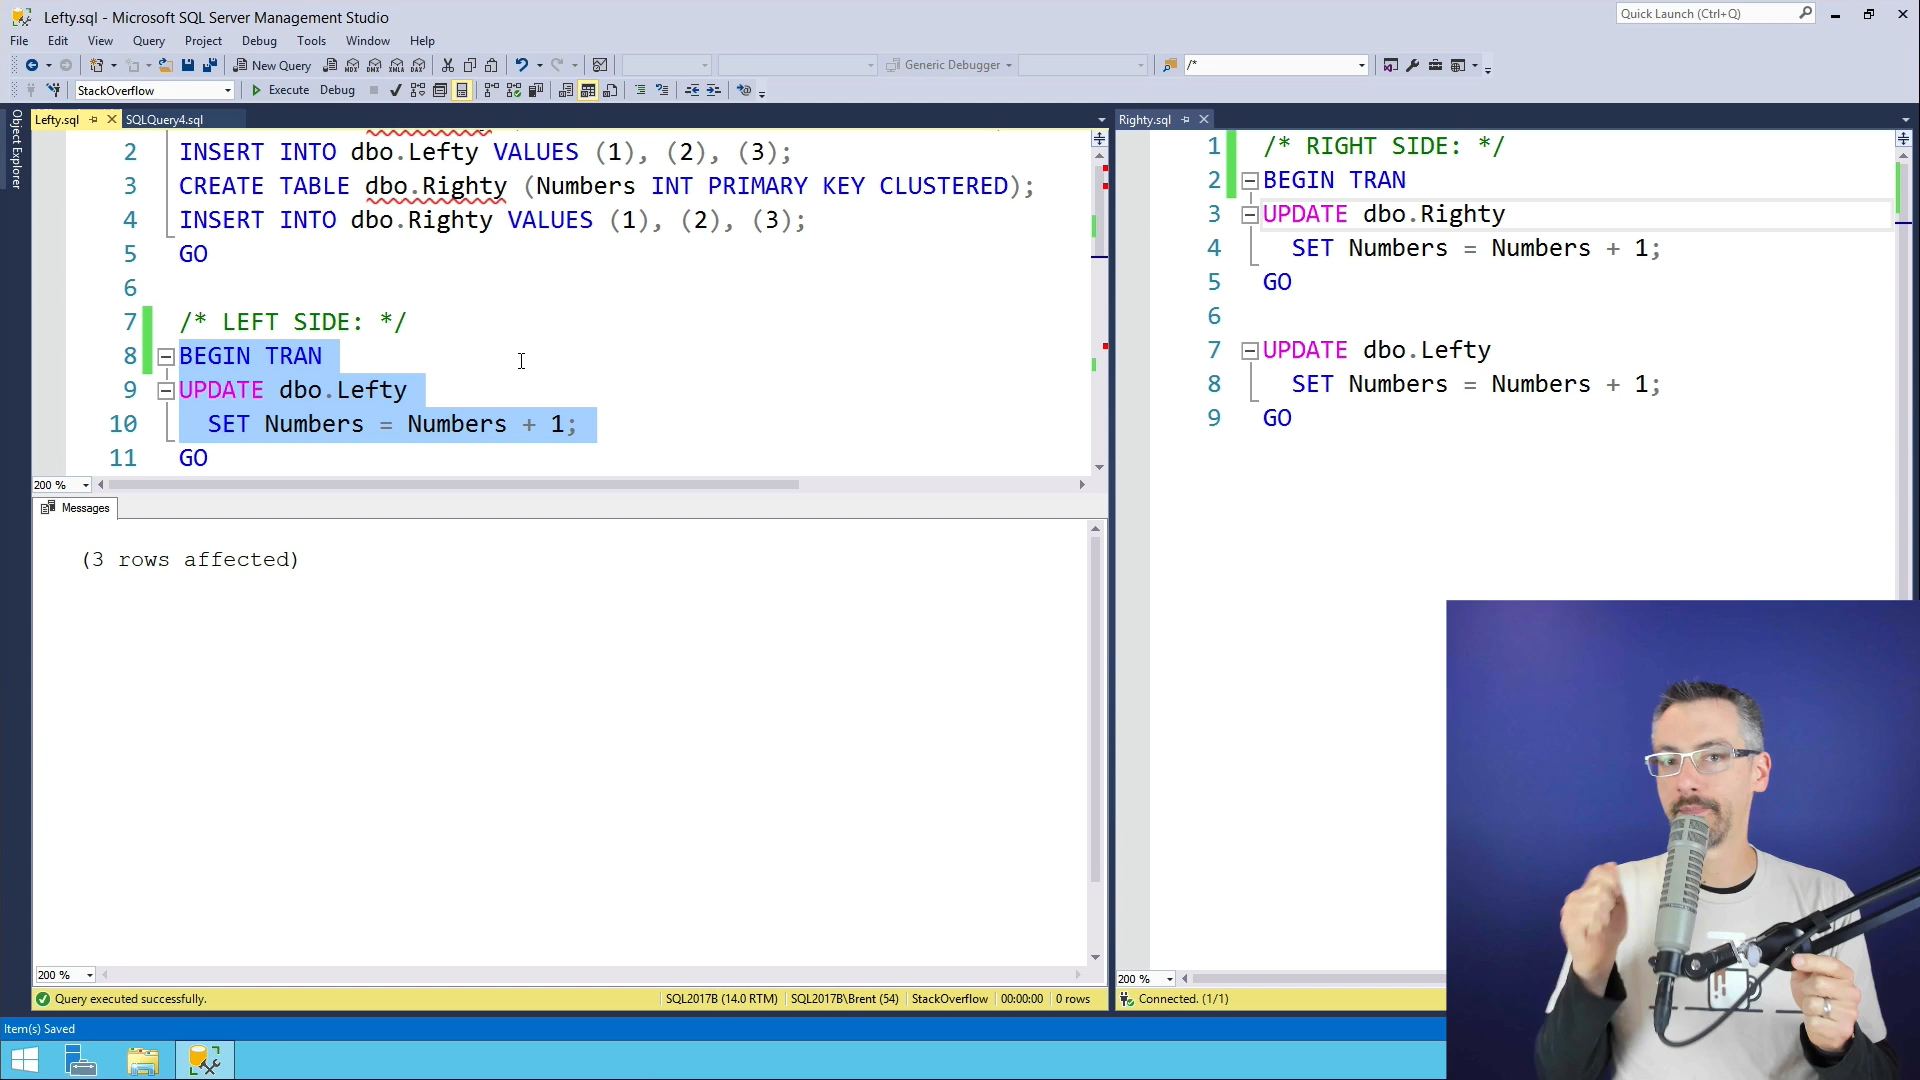 Lefty.sql - Microsoft SQL Server Management Studio
Quick Launch (Ctrl+Q)
File Edit View Query Project Debug Tools Window Help
New Query
Generic Debugger
/*
StackOverflow
Execute Debug
Object Explorer
Lefty.sql
SQLQuery4.sql
2 INSERT INTO dbo.Lefty VALUES (1), (2), (3);
3 CREATE TABLE dbo.Righty (Numbers INT PRIMARY KEY CLUSTERED);
4 INSERT INTO dbo.Righty VALUES (1), (2), (3);
5 GO
6
7 /* LEFT SIDE: */
8 BEGIN TRAN
9 UPDATE dbo.Lefty
10 SET Numbers = Numbers + 1;
11 GO
200 %
Messages
(3 rows affected)
200 %
Query executed successfully.
SQL2017B (14.0 RTM)
SQL2017B\Brent (54)
StackOverflow
00:00:00
0 rows
Righty.sql
1 /* RIGHT SIDE: */
2 BEGIN TRAN
3 UPDATE dbo.Righty
4 SET Numbers = Numbers + 1;
5 GO
6
7 UPDATE dbo.Lefty
8 SET Numbers = Numbers + 1;
9 GO
200 %
Connected. (1/1)
Item(s) Saved